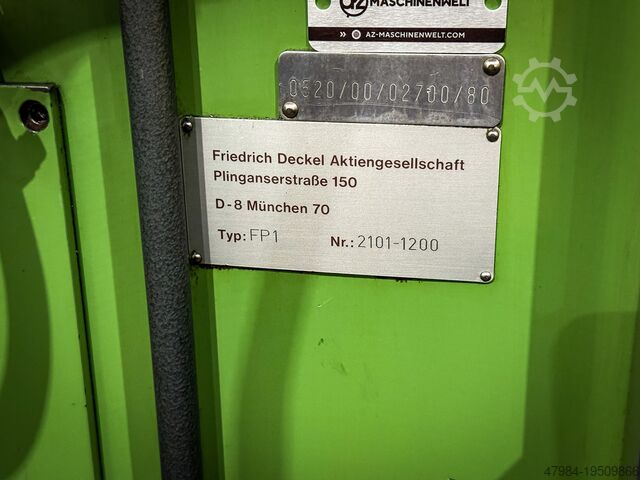 az MASCHINENWELT
» AZ-MASCHINENWELT.COM
0520/00/02700/80
Friedrich Deckel Aktiengesellschaft
Plinganserstraße 150
D-8 München 70
Typ: FP1 Nr.: 2101-1200
47984-19509866